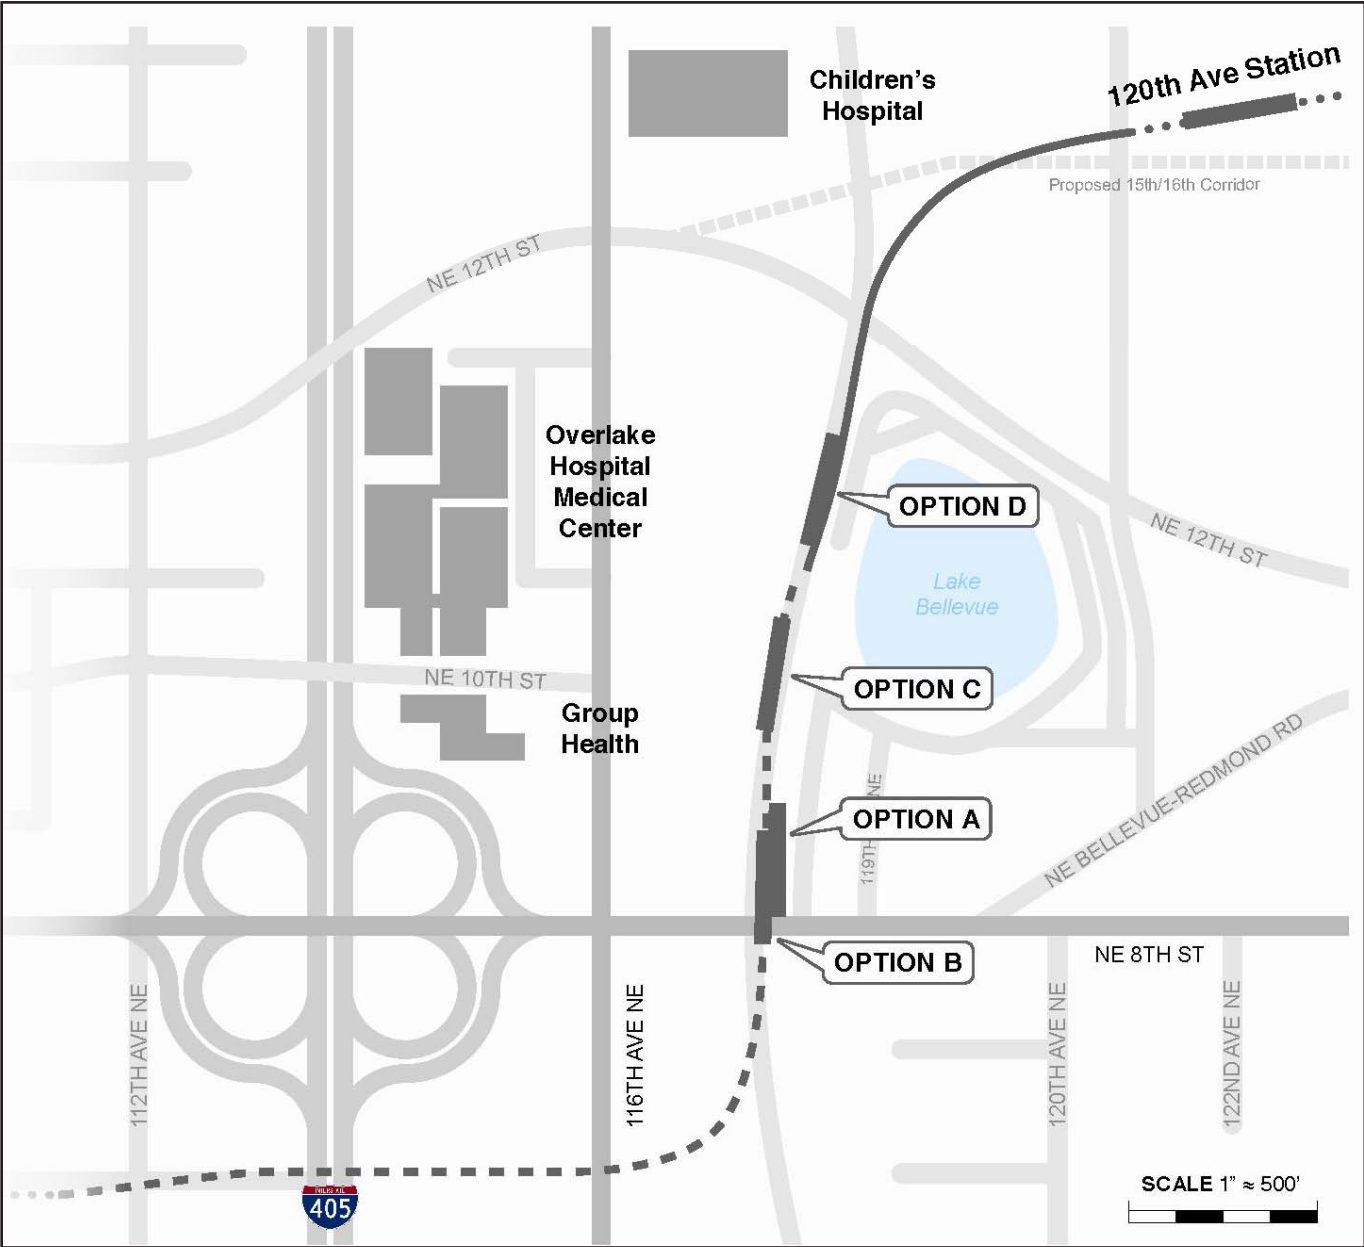 120th Ave Station
Children's
Hospital
Proposed 15th/16th Corridor
NE 12TH ST
Overlake
Hospital
Medical
Center
OPTION D
NE 12TH ST
Lake
Bellevue
NE 10TH ST
OPTION C
Group
Health
NE BELLEVUE-REDMOND RD
119TH NE
OPTION A
OPTION B
NE 8TH ST
112TH AVE NE
116TH AVE NE
120TH AVE NE
122ND AVE NE
INTERSTATE
405
SCALE 1" ≈ 500'